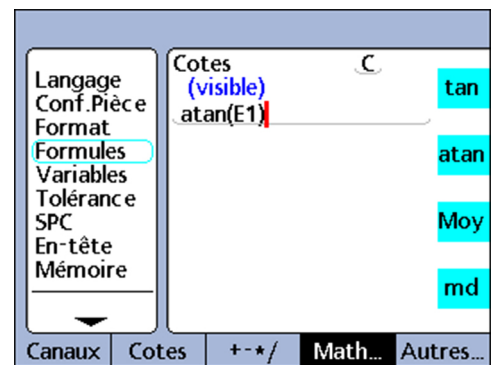 Langage
Conf.Pièce
Format
Formules
Variables
Tolérance
SPC
En-tête
Mémoire
Cotes C
(visible)
atan(E1)
tan
atan
Moy
md
Canaux Cotes +-*/ Math... Autres...